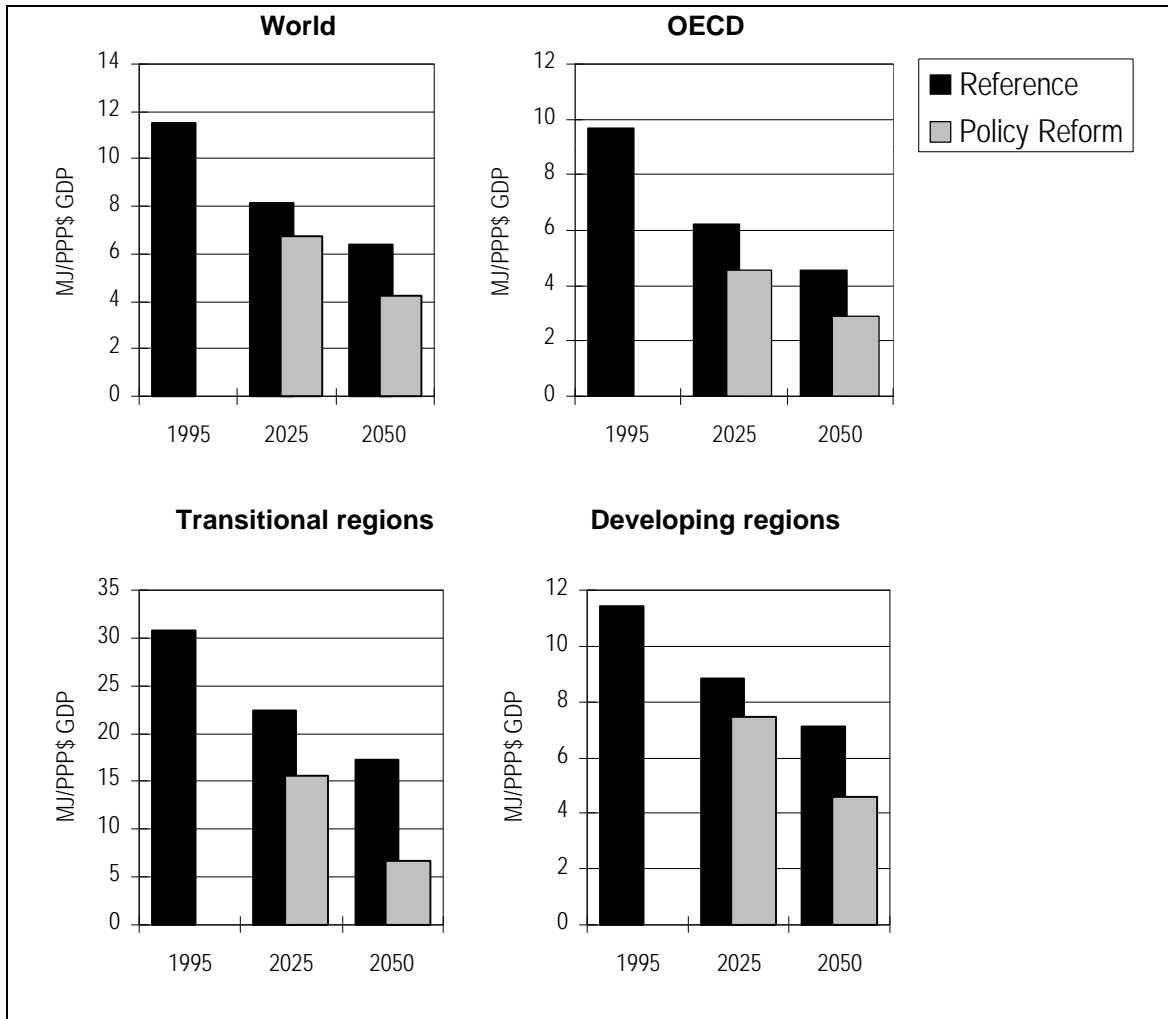 World
OECD
Reference
Policy Reform
MJ/PPP$ GDP
14
12
10
8
6
4
2
0
1995 2025 2050
MJ/PPP$ GDP
12
10
8
6
4
2
0
1995 2025 2050
Transitional regions
Developing regions
MJ/PPP$ GDP
35
30
25
20
15
10
5
0
1995 2025 2050
MJ/PPP$ GDP
12
10
8
6
4
2
0
1995 2025 2050